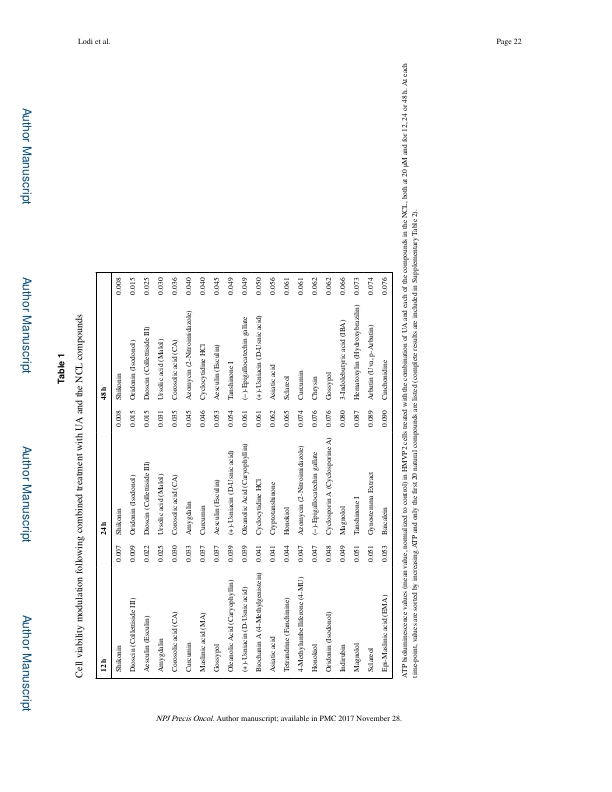 Lodi et al.
Page 22
Author Manuscript
Author Manuscript
Author Manuscript
Author Manuscript
Table 1
Cell viability modulation following combined treatment with UA and the NCL compounds
12 h 24 h 48 h
Shikonin 0.007 Shikonin 0.008 Shikonin 0.008
Dioscin (Collettiside III) 0.009 Oridonin (Isodonol) 0.015 Oridonin (Isodonol) 0.015
Aesculin (Esculin) 0.022 Dioscin (Collettiside III) 0.015 Dioscin (Collettiside III) 0.025
Amygdalin 0.025 Ursolic acid (Malol) 0.031 Ursolic acid (Malol) 0.030
Corosolic acid (CA) 0.030 Corosolic acid (CA) 0.035 Corosolic acid (CA) 0.036
Curcumin 0.033 Amygdalin 0.045 Azomycin (2-Nitroimidazole) 0.040
Maslinic acid (MA) 0.037 Curcumin 0.046 Cyclocytidine HCl 0.040
Gossypol 0.037 Aesculin (Esculin) 0.053 Aesculin (Esculin) 0.045
Oleanolic Acid (Caryophyllin) 0.039 (+)-Usniacin (D-Usnic acid) 0.054 Tanshinone I 0.049
(+)-Usniacin (D-Usnic acid) 0.039 Oleanolic Acid (Caryophyllin) 0.061 (−)-Epigallocatechin gallate 0.049
Biochanin A (4-Methylgenistein) 0.041 Cyclocytidine HCl 0.061 (+)-Usniacin (D-Usnic acid) 0.050
Asiatic acid 0.041 Cryptotanshinone 0.062 Asiatic acid 0.056
Tetrandrine (Fanchinine) 0.044 Honokiol 0.065 Sclareol 0.061
4-Methylumbelliferone (4-MU) 0.047 Azomycin (2-Nitroimidazole) 0.074 Curcumin 0.061
Honokiol 0.047 (−)-Epigallocatechin gallate 0.076 Chrysin 0.062
Oridonin (Isodonol) 0.048 Cyclosporin A (Cyclosporine A) 0.076 Gossypol 0.062
Indirubin 0.049 Magnolol 0.080 3-Indolebutyric acid (IBA) 0.066
Magnolol 0.051 Tanshinone I 0.087 Hematoxylin (Hydroxybrazilin) 0.073
Sclareol 0.051 Gynostemma Extract 0.089 Arbutin (Uva, p-Arbutin) 0.074
Epi-Maslinic acid (EMA) 0.053 Baicalein 0.090 Cinchonidine 0.076
ATP bioluminescence values (mean value, normalized to control) in HMVP2 cells treated with the combination of UA and each of the compounds in the NCL, both at 20 μM and for 12, 24 or 48 h. At each
time-point, values are sorted by increasing ATP and only the first 20 natural compounds are listed (complete results are included in Supplementary Table 2).
NPJ Precis Oncol. Author manuscript; available in PMC 2017 November 28.